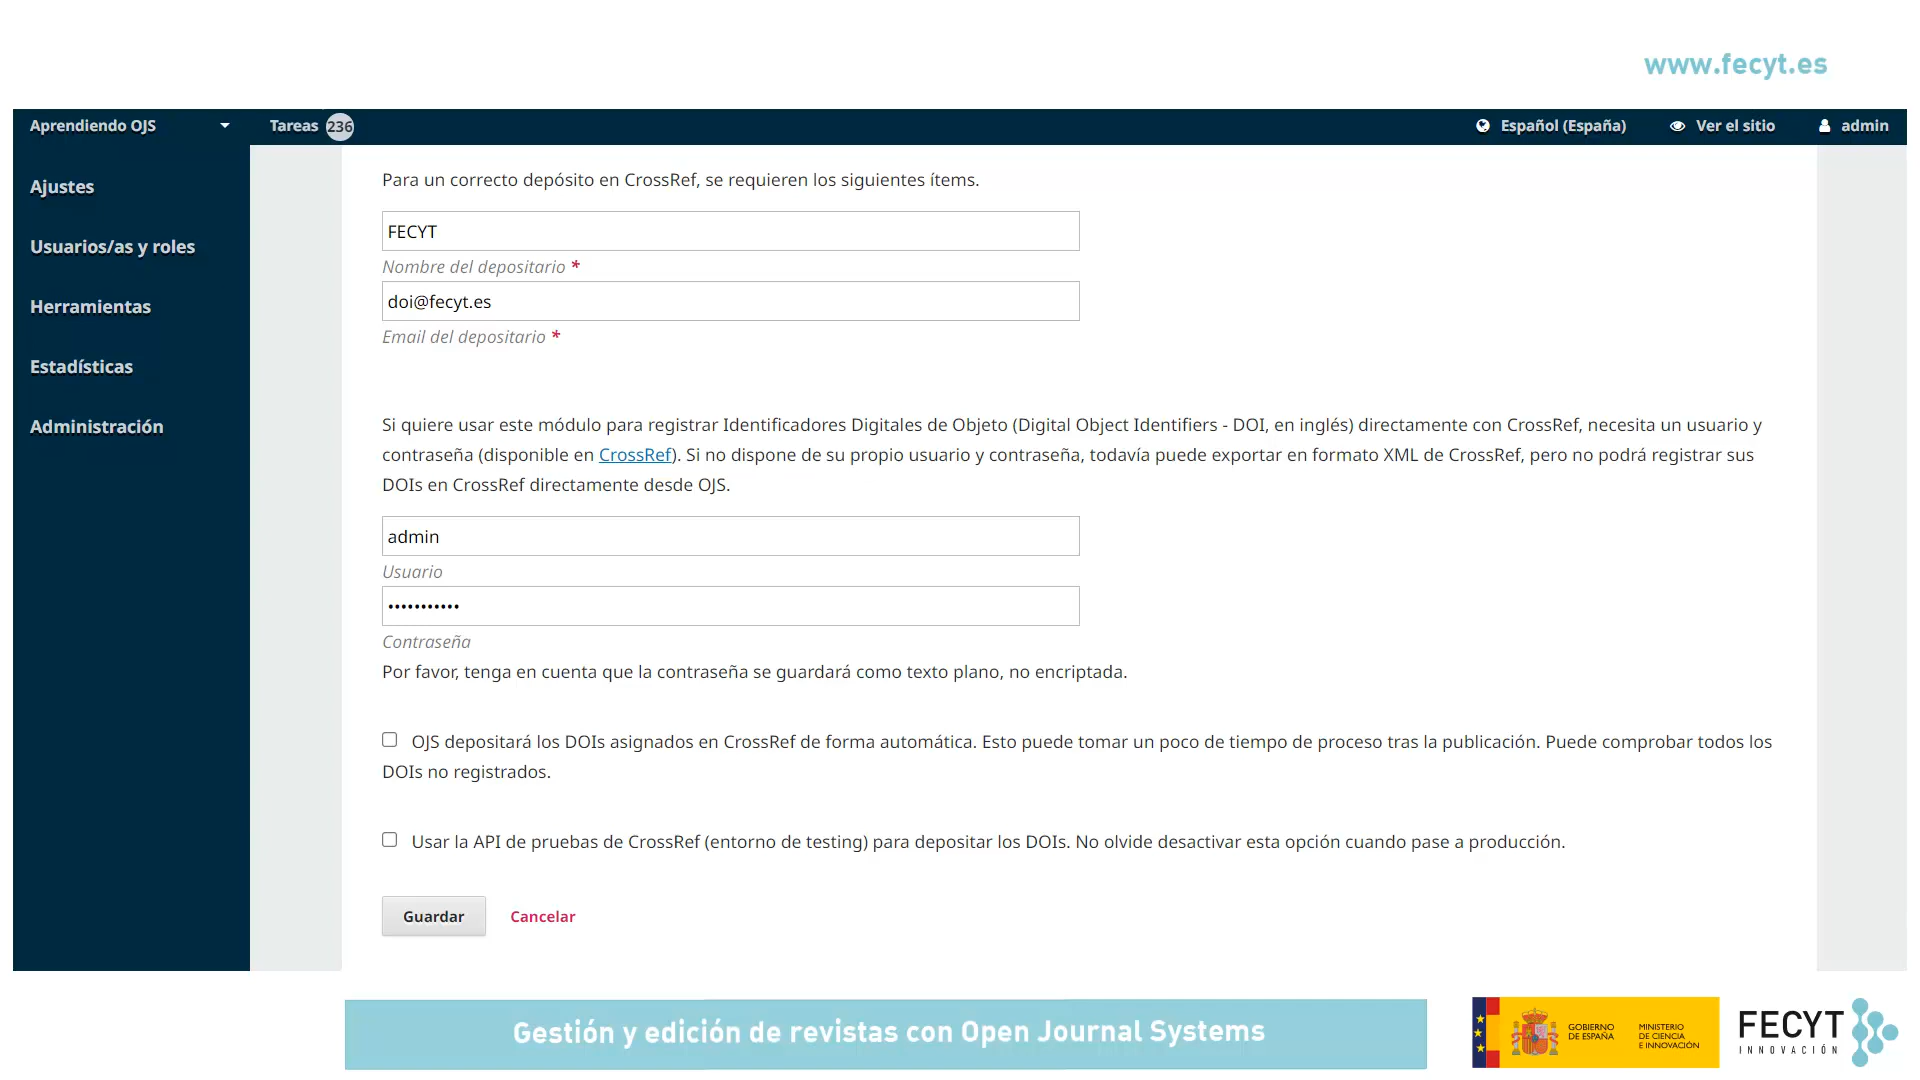 www.fecyt.es
Aprendiendo OJS
Tareas 236
Español (España)
Ver el sitio
admin
Ajustes
Usuarios/as y roles
Herramientas
Estadísticas
Administración
Para un correcto depósito en CrossRef, se requieren los siguientes ítems.
FECYT
Nombre del depositario *
doi@fecyt.es
Email del depositario *
Si quiere usar este módulo para registrar Identificadores Digitales de Objeto (Digital Object Identifiers - DOI, en inglés) directamente con CrossRef, necesita un usuario y
contraseña (disponible en CrossRef). Si no dispone de su propio usuario y contraseña, todavía puede exportar en formato XML de CrossRef, pero no podrá registrar sus
DOIs en CrossRef directamente desde OJS.
admin
Usuario
•••••••••••
Contraseña
Por favor, tenga en cuenta que la contraseña se guardará como texto plano, no encriptada.
OJS depositará los DOIs asignados en CrossRef de forma automática. Esto puede tomar un poco de tiempo de proceso tras la publicación. Puede comprobar todos los
DOIs no registrados.
Usar la API de pruebas de CrossRef (entorno de testing) para depositar los DOIs. No olvide desactivar esta opción cuando pase a producción.
Guardar
Cancelar
Gestión y edición de revistas con Open Journal Systems
GOBIERNO
DE ESPAÑA
MINISTERIO
DE CIENCIA
E INNOVACIÓN
FECYT
INNOVACIÓN